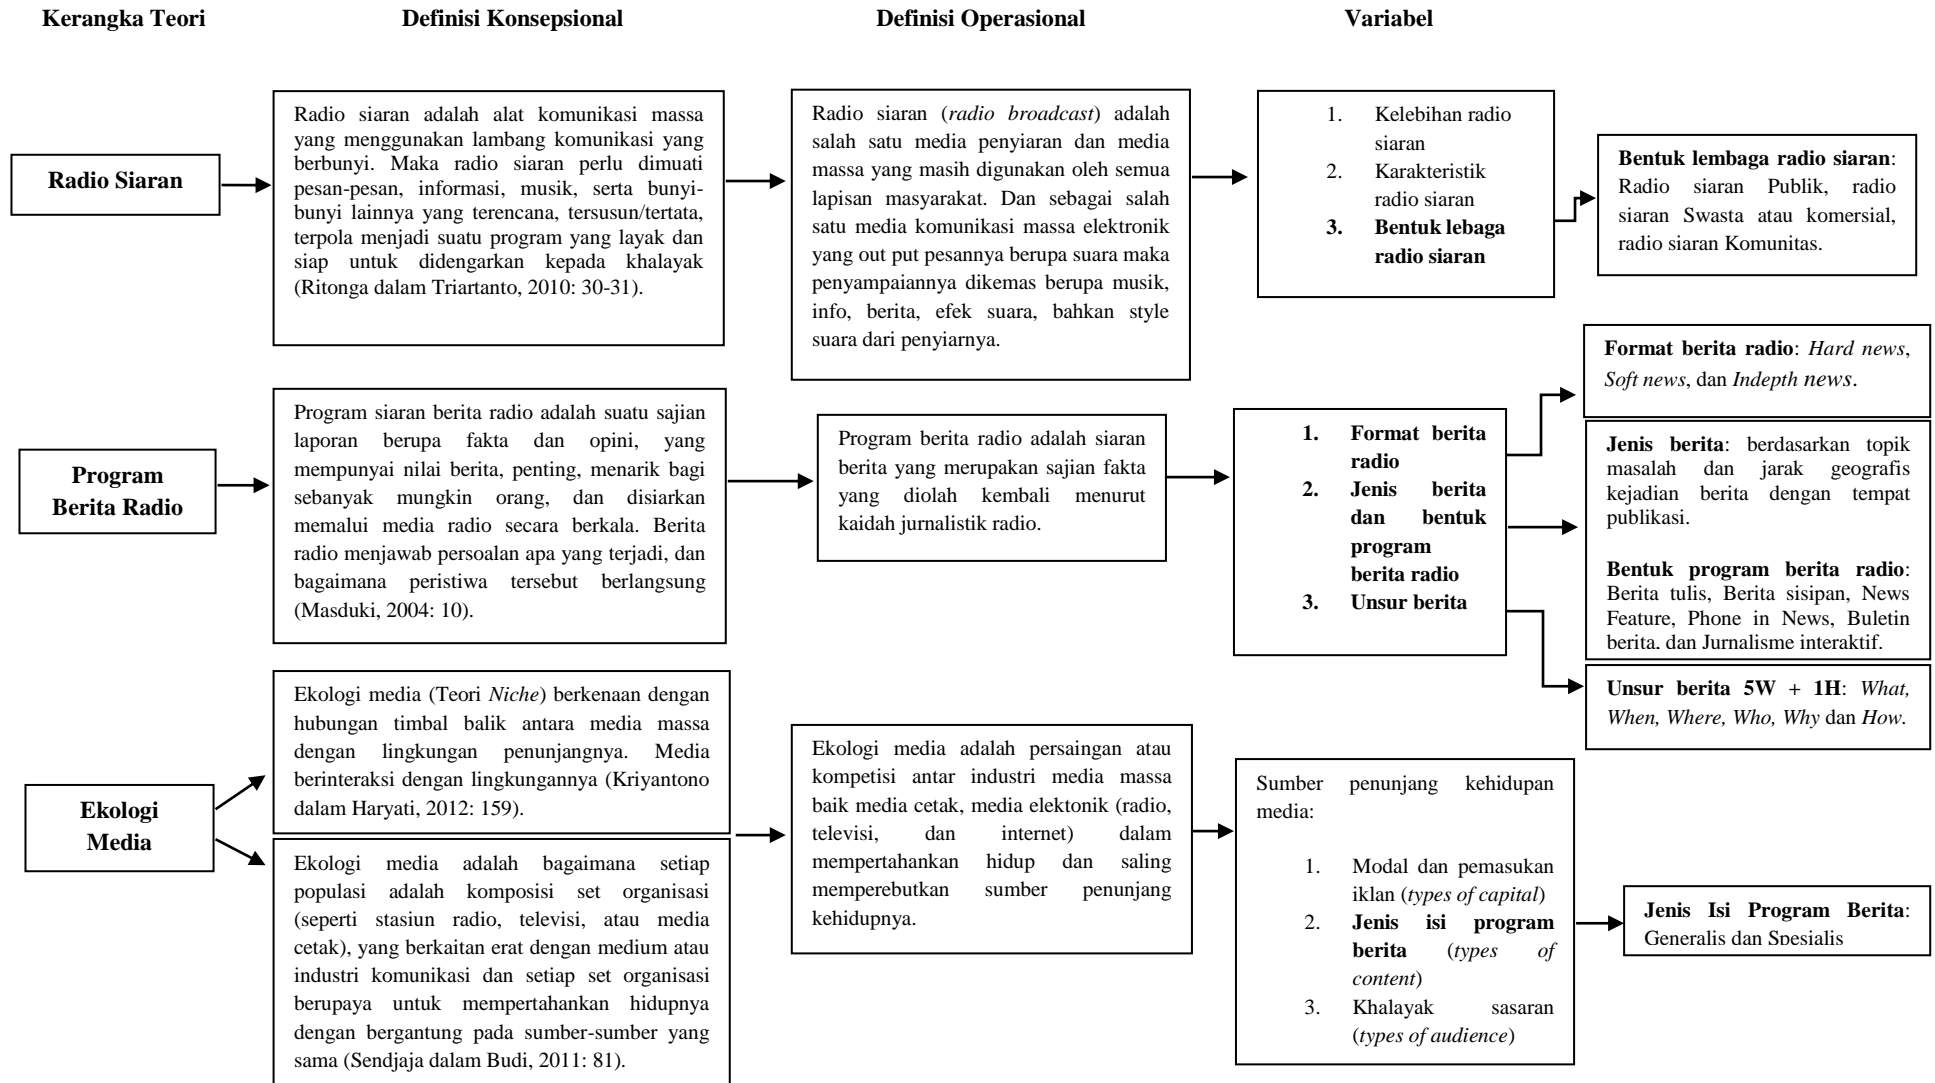 Kerangka Teori
Definisi Konsepsional
Definisi Operasional
Variabel
Radio Siaran
Radio siaran adalah alat komunikasi massa
yang menggunakan lambang komunikasi yang
berbunyi. Maka radio siaran perlu dimuati
pesan-pesan, informasi, musik, serta bunyi-
bunyi lainnya yang terencana, tersusun/tertata,
terpola menjadi suatu program yang layak dan
siap untuk didengarkan kepada khalayak
(Ritonga dalam Triartanto, 2010: 30-31).
Radio siaran (radio broadcast) adalah
salah satu media penyiaran dan media
massa yang masih digunakan oleh semua
lapisan masyarakat. Dan sebagai salah
satu media komunikasi massa elektronik
yang out put pesannya berupa suara maka
penyampaiannya dikemas berupa musik,
info, berita, efek suara, bahkan style
suara dari penyiarnya.
1. Kelebihan radio
siaran
2. Karakteristik
radio siaran
3. Bentuk lebaga
radio siaran
Bentuk lembaga radio siaran:
Radio siaran Publik, radio
siaran Swasta atau komersial,
radio siaran Komunitas.
Program
Berita Radio
Program siaran berita radio adalah suatu sajian
laporan berupa fakta dan opini, yang
mempunyai nilai berita, penting, menarik bagi
sebanyak mungkin orang, dan disiarkan
memalui media radio secara berkala. Berita
radio menjawab persoalan apa yang terjadi, dan
bagaimana peristiwa tersebut berlangsung
(Masduki, 2004: 10).
Program berita radio adalah siaran
berita yang merupakan sajian fakta
yang diolah kembali menurut
kaidah jurnalistik radio.
1. Format berita
radio
2. Jenis berita
dan bentuk
program
berita radio
3. Unsur berita
Format berita radio: Hard news,
Soft news, dan Indepth news.
Jenis berita: berdasarkan topik
masalah dan jarak geografis
kejadian berita dengan tempat
publikasi.
Bentuk program berita radio:
Berita tulis, Berita sisipan, News
Feature, Phone in News, Buletin
berita, dan Jurnalisme interaktif.
Unsur berita 5W + 1H: What,
When, Where, Who, Why dan How.
Ekologi
Media
Ekologi media (Teori Niche) berkenaan dengan
hubungan timbal balik antara media massa
dengan lingkungan penunjangnya. Media
berinteraksi dengan lingkungannya (Kriyantono
dalam Haryati, 2012: 159).
Ekologi media adalah bagaimana setiap
populasi adalah komposisi set organisasi
(seperti stasiun radio, televisi, atau media
cetak), yang berkaitan erat dengan medium atau
industri komunikasi dan setiap set organisasi
berupaya untuk mempertahankan hidupnya
dengan bergantung pada sumber-sumber yang
sama (Sendjaja dalam Budi, 2011: 81).
Ekologi media adalah persaingan atau
kompetisi antar industri media massa
baik media cetak, media elektonik (radio,
televisi, dan internet) dalam
mempertahankan hidup dan saling
memperebutkan sumber penunjang
kehidupnya.
Sumber penunjang kehidupan
media:
1. Modal dan pemasukan
iklan (types of capital)
2. Jenis isi program
berita (types of
content)
3. Khalayak sasaran
(types of audience)
Jenis Isi Program Berita:
Generalis dan Spesialis